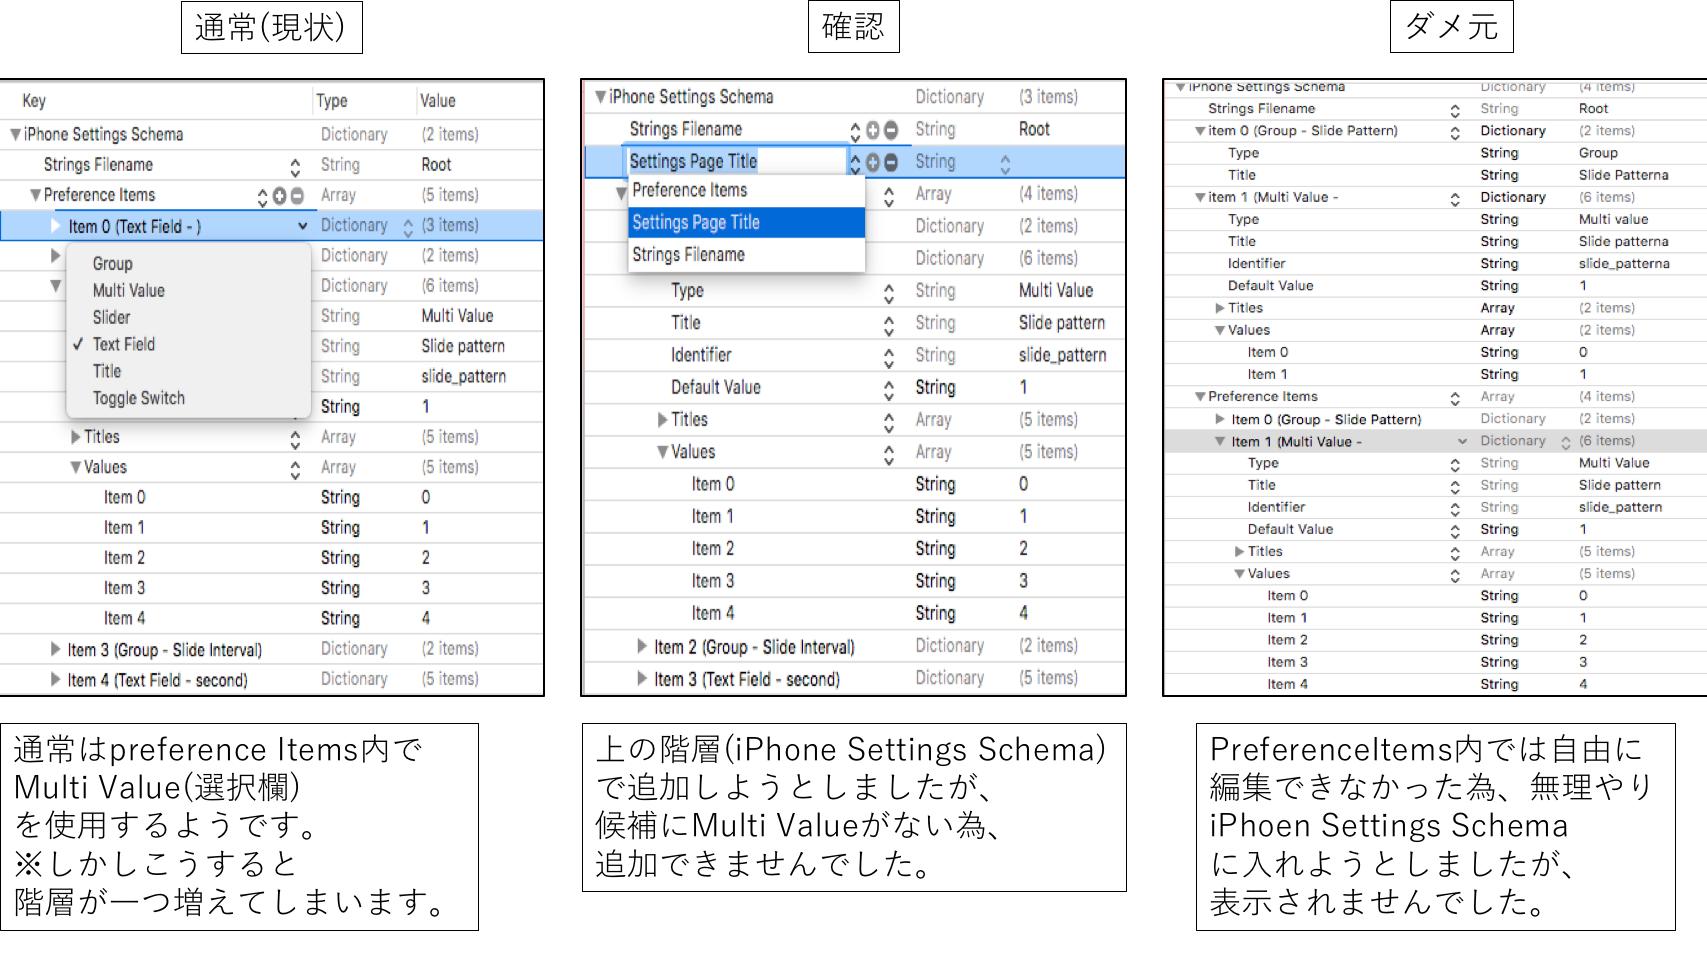 通常(現状)
確認
ダメ元
Key Type Value
iPhone Settings Schema Dictionary (2 items)
Strings Filename String Root
Preference Items Array (5 items)
Item 0 (Text Field - ) Dictionary (3 items)
Dictionary (2 items)
Group
Dictionary (6 items)
Multi Value
String Multi Value
Slider
String Slide pattern
✓ Text Field
String slide_pattern
Title
String 1
Toggle Switch
Titles Array (5 items)
Values Array (5 items)
Item 0 String 0
Item 1 String 1
Item 2 String 2
Item 3 String 3
Item 4 String 4
Item 3 (Group - Slide Interval) Dictionary (2 items)
Item 4 (Text Field - second) Dictionary (5 items)
iPhone Settings Schema Dictionary (3 items)
Strings Filename String Root
Settings Page Title String
Preference Items Array (4 items)
Settings Page Title Dictionary (2 items)
Strings Filename Dictionary (6 items)
Type String Multi Value
Title String Slide pattern
Identifier String slide_pattern
Default Value String 1
Titles Array (5 items)
Values Array (5 items)
Item 0 String 0
Item 1 String 1
Item 2 String 2
Item 3 String 3
Item 4 String 4
Item 2 (Group - Slide Interval) Dictionary (2 items)
Item 3 (Text Field - second) Dictionary (5 items)
iPhone Settings Schema Dictionary (4 items)
Strings Filename String Root
item 0 (Group - Slide Pattern) Dictionary (2 items)
Type String Group
Title String Slide Patterna
item 1 (Multi Value - Dictionary (6 items)
Type String Multi value
Title String Slide patterna
Identifier String slide_patterna
Default Value String 1
Titles Array (2 items)
Values Array (2 items)
Item 0 String 0
Item 1 String 1
Preference Items Array (4 items)
Item 0 (Group - Slide Pattern) Dictionary (2 items)
Item 1 (Multi Value - Dictionary (6 items)
Type String Multi Value
Title String Slide pattern
Identifier String slide_pattern
Default Value String 1
Titles Array (5 items)
Values Array (5 items)
Item 0 String 0
Item 1 String 1
Item 2 String 2
Item 3 String 3
Item 4 String 4
通常はpreference Items内で
Multi Value(選択欄)
を使用するようです。
※しかしこうすると
階層が一つ増えてしまいます。
上の階層(iPhone Settings Schema)
で追加しようとしましたが、
候補にMulti Valueがない為、
追加できませんでした。
PreferenceItems内では自由に
編集できなかった為、無理やり
iPhoen Settings Schema
に入れようとしましたが、
表示されませんでした。